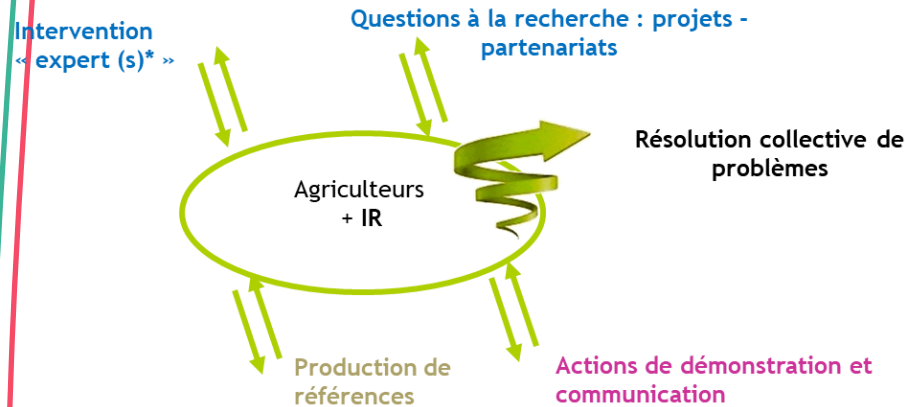 Intervention
« expert (s)* »
Questions à la recherche : projets -
partenariats
Résolution collective de
problèmes
Agriculteurs
+ IR
Production de
références
Actions de démonstration et
communication